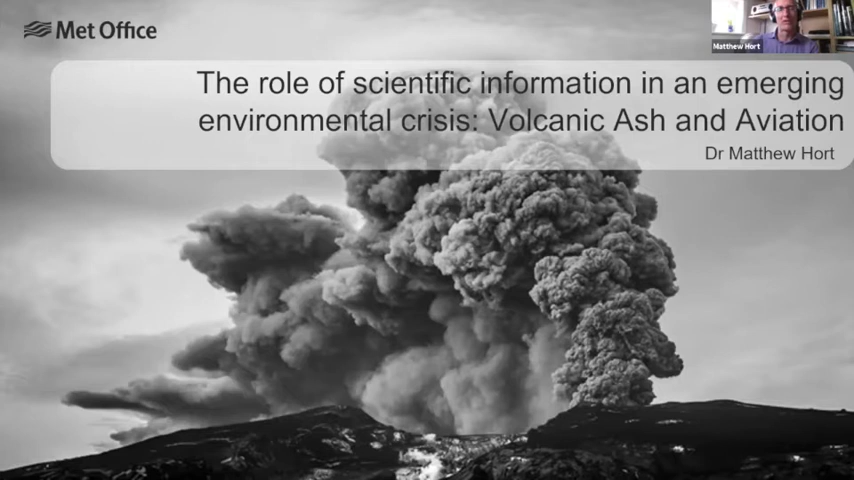 Met Office
Matthew Hort
The role of scientific information in an emerging
environmental crisis: Volcanic Ash and Aviation
Dr Matthew Hort